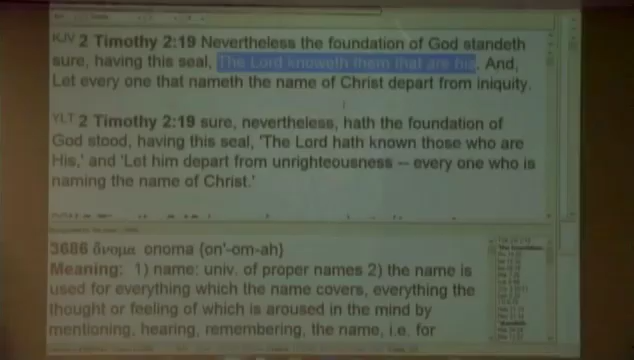 KJV 2 Timothy 2:19 Nevertheless the foundation of God standeth
sure, having this seal, The Lord knoweth them that are his. And,
Let every one that nameth the name of Christ depart from iniquity.
YLT 2 Timothy 2:19 sure, nevertheless, hath the foundation of
God stood, having this seal, 'The Lord hath known those who are
His,' and 'Let him depart from unrighteousness -- every one who is
naming the name of Christ.'
3686 ὄνομα onoma {on'-om-ah}
Meaning: 1) name: univ. of proper names 2) the name is
used for everything which the name covers, everything the
thought or feeling of which is aroused in the mind by
mentioning, hearing, remembering, the name, i.e. for